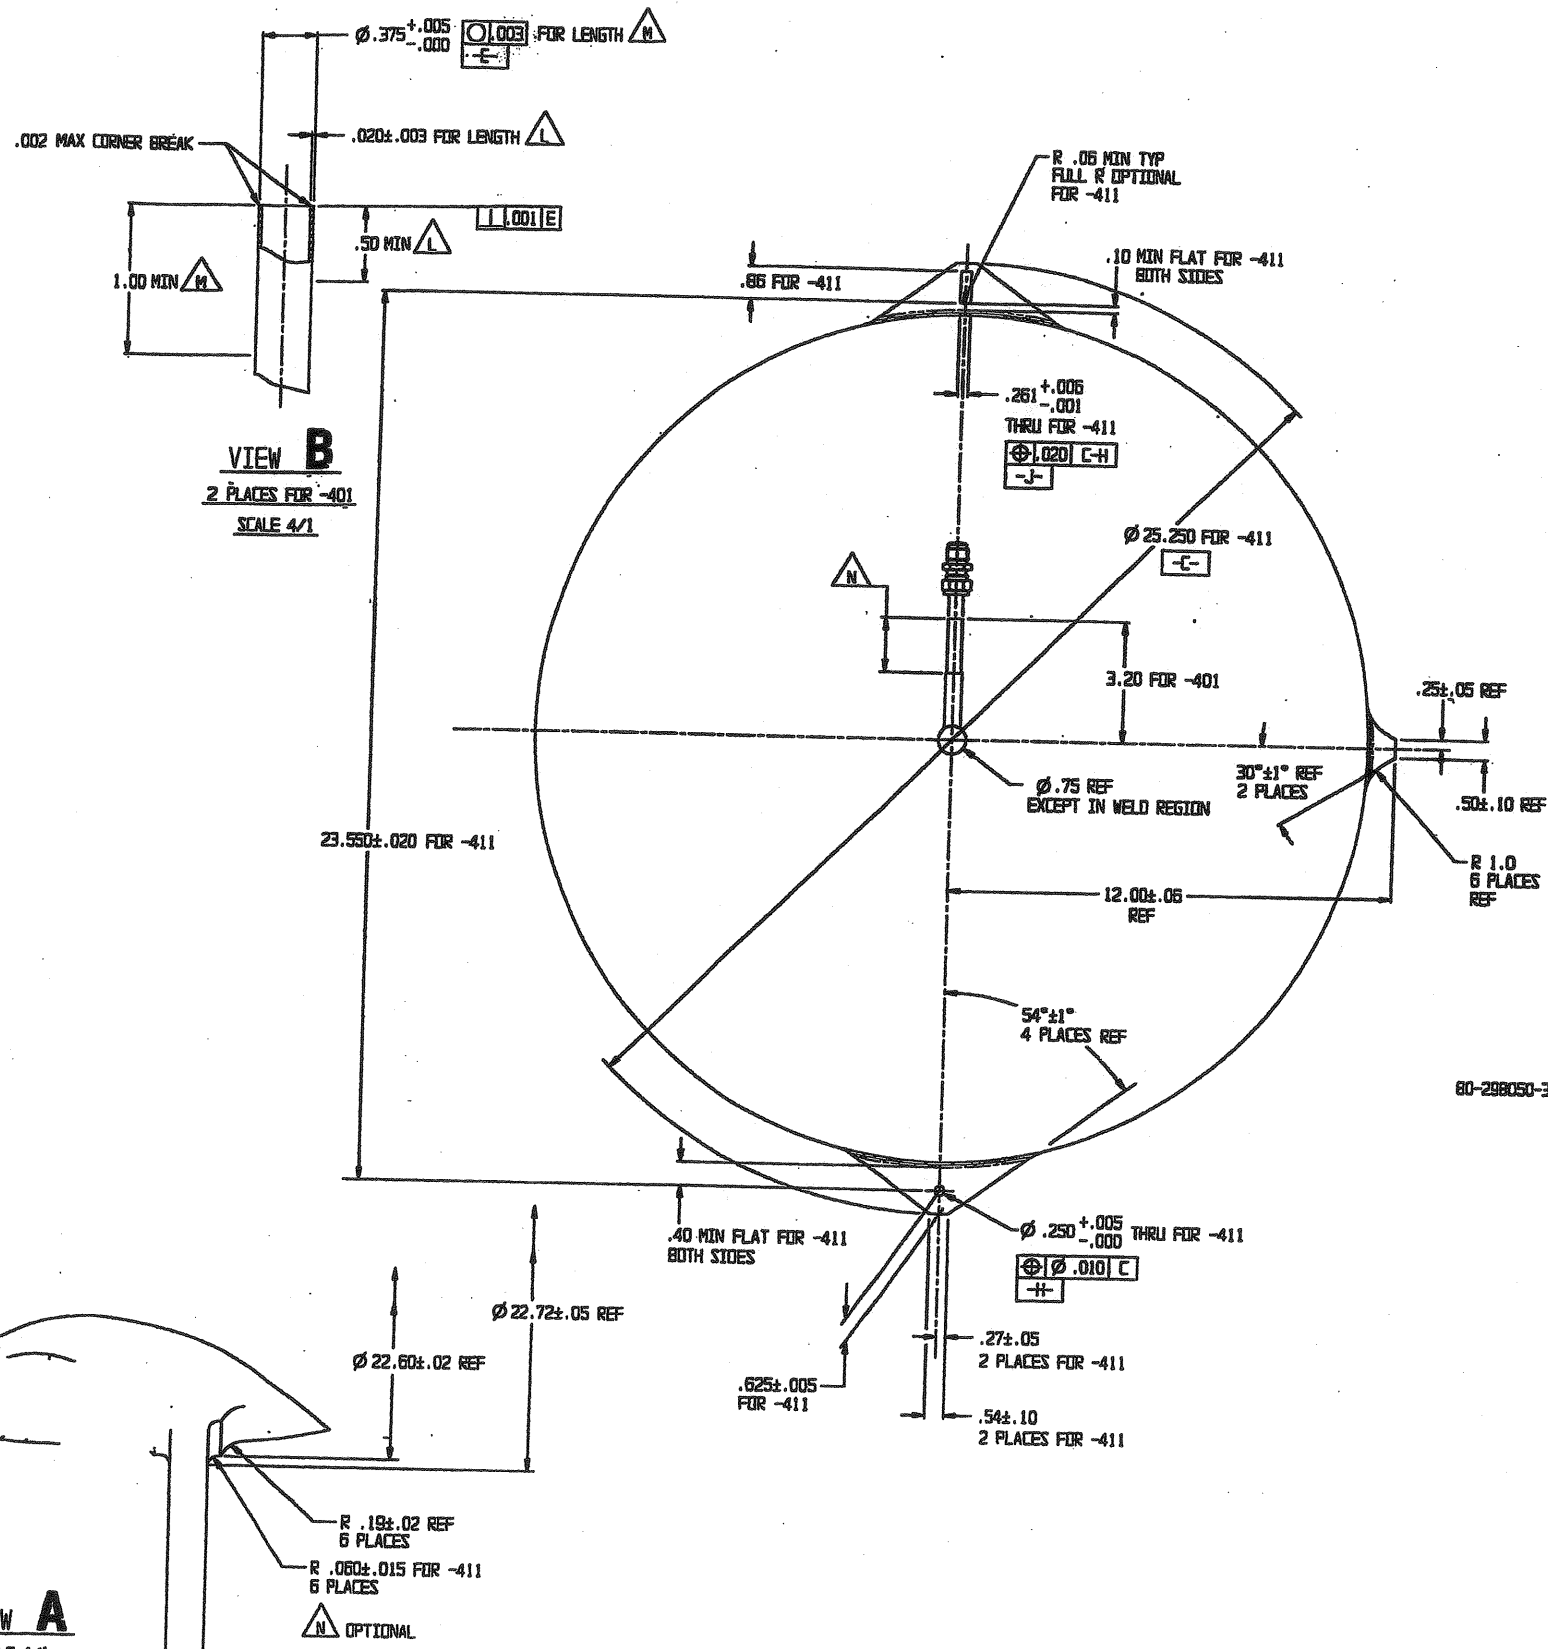 Ø.375 +.005 -.000 ○ .003 FOR LENGTH M
-E-
.002 MAX CORNER BREAK
.020±.003 FOR LENGTH L
⊥ .001 E
.50 MIN L
1.00 MIN M
VIEW B
2 PLACES FOR -401
SCALE 4/1
R .06 MIN TYP
FULL R OPTIONAL
FOR -411
.86 FOR -411
.10 MIN FLAT FOR -411
BOTH SIDES
.261 +.006 -.001
THRU FOR -411
⌖ .020 C-H
-J-
Ø 25.250 FOR -411
-C-
N
3.20 FOR -401
.25±.05 REF
30°±1° REF
2 PLACES
.50±.10 REF
Ø.75 REF
EXCEPT IN WELD REGION
23.550±.020 FOR -411
R 1.0
6 PLACES
REF
12.00±.06
REF
54°±1°
4 PLACES REF
80-298050-3
.40 MIN FLAT FOR -411
BOTH SIDES
Ø .250 +.005 -.000 THRU FOR -411
⌖ Ø .010 C
-H-
Ø 22.72±.05 REF
Ø 22.60±.02 REF
.27±.05
2 PLACES FOR -411
.625±.005
FOR -411
.54±.10
2 PLACES FOR -411
R .19±.02 REF
6 PLACES
R .060±.015 FOR -411
6 PLACES
N OPTIONAL
W A